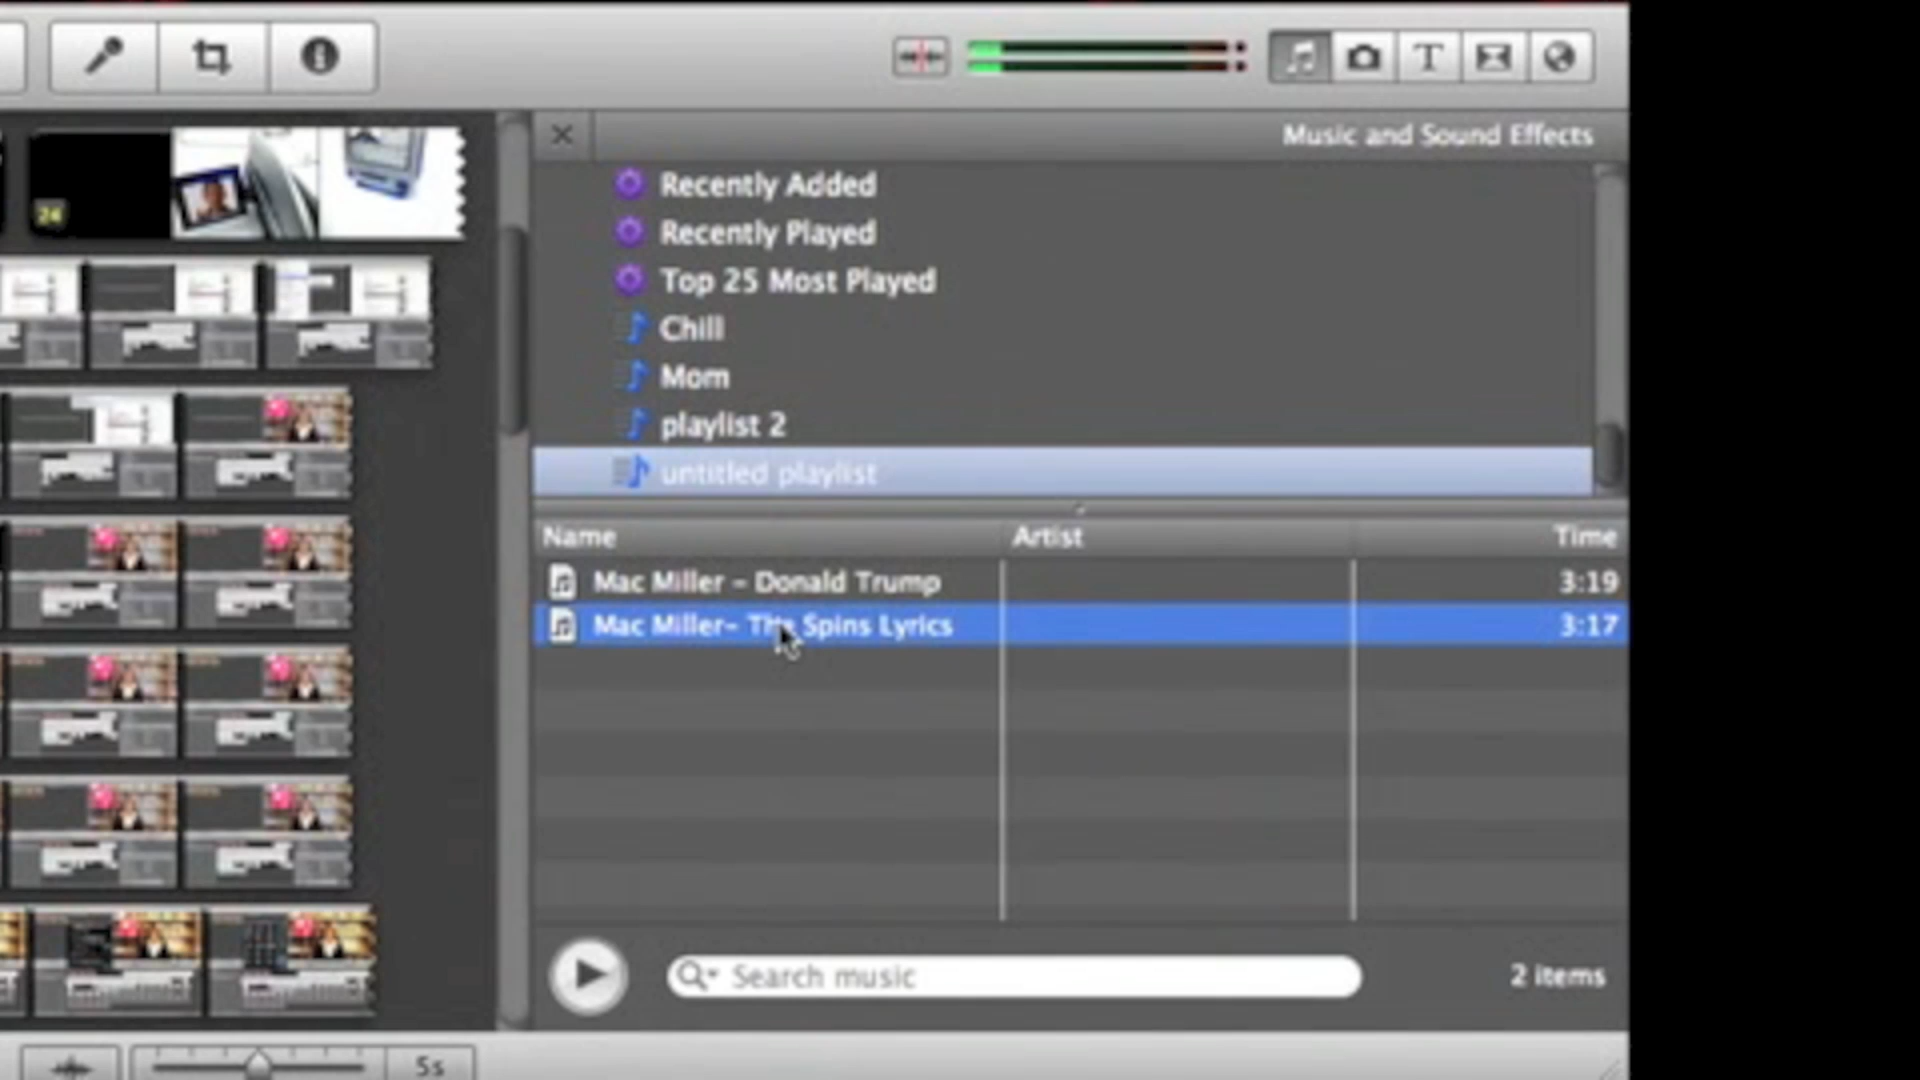 Music and Sound Effects
24
Recently Added
Recently Played
Top 25 Most Played
Chill
Mom
playlist 2
untitled playlist
Name Artist Time
Mac Miller - Donald Trump 3:19
Mac Miller- The Spins Lyrics 3:17
Search music
2 items
5s